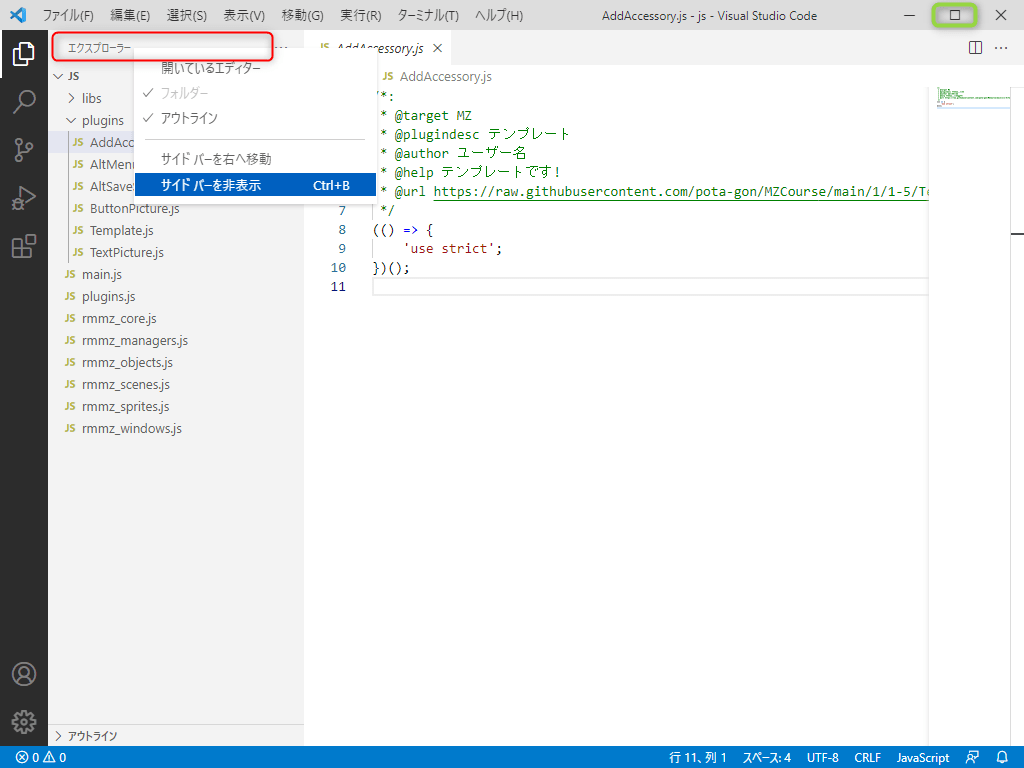 ファイル(F) 編集(E) 選択(S) 表示(V) 移動(G) 実行(R) ターミナル(T) ヘルプ(H) AddAccessory.js - js - Visual Studio Code
エクスプローラー
JS AddAccessory.js
JS
libs
plugins
JS AddAcc
JS AltMenu
JS AltSave
JS ButtonPicture.js
JS Template.js
JS TextPicture.js
JS main.js
JS plugins.js
JS rmmz_core.js
JS rmmz_managers.js
JS rmmz_objects.js
JS rmmz_scenes.js
JS rmmz_sprites.js
JS rmmz_windows.js
アウトライン
開いているエディター
フォルダー
アウトライン
サイド バーを右へ移動
サイド バーを非表示 Ctrl+B
JS AddAccessory.js
/*:
* @target MZ
* @plugindesc テンプレート
* @author ユーザー名
* @help テンプレートです!
* @url https://raw.githubusercontent.com/pota-gon/MZCourse/main/1/1-5/Te
7 */
8 (() => {
9 'use strict';
10 })();
11
0 0 行 11、列 1 スペース: 4 UTF-8 CRLF JavaScript